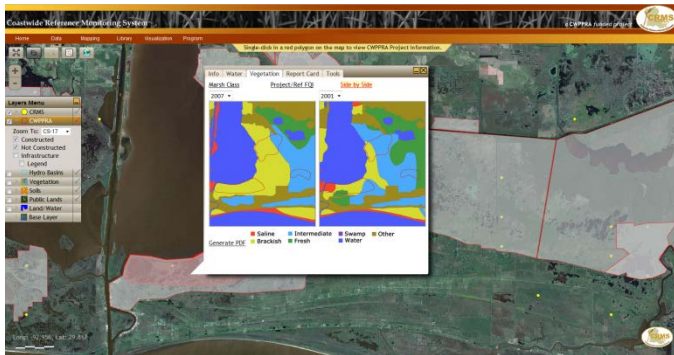 Coastwide Reference Monitoring System
a CWPPRA funded project
CRMS
Home Data Mapping Library Visualization Program
Single-click in a red polygon on the map to view CWPPRA Project information.
Info Water Vegetation Report Card Tools
Marsh Class Project/Ref FQI Side by Side
2007 2001
Layers Menu
CRMS
CWPPRA
Zoom To: CS-17
Constructed
Not Constructed
Infrastructure
Legend
Hydro Basins
Vegetation
Soils
Public Lands
Land/Water
Base Layer
Saline Intermediate Swamp Other
Brackish Fresh Water
Generate PDF
CRMS